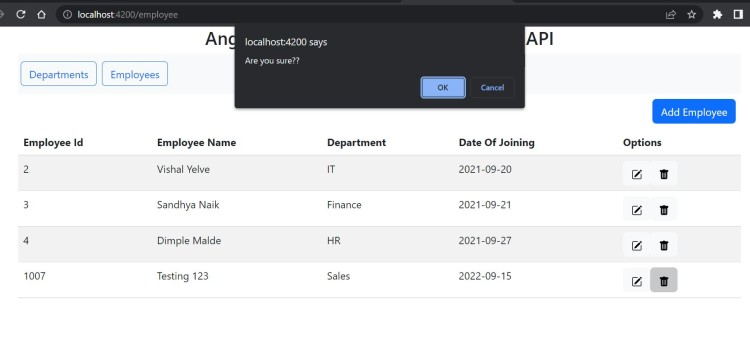 localhost:4200/employee
Ang API
localhost:4200 says
Are you sure??
OK Cancel
Departments Employees
Add Employee
Employee Id Employee Name Department Date Of Joining Options
2 Vishal Yelve IT 2021-09-20
3 Sandhya Naik Finance 2021-09-21
4 Dimple Malde HR 2021-09-27
1007 Testing 123 Sales 2022-09-15